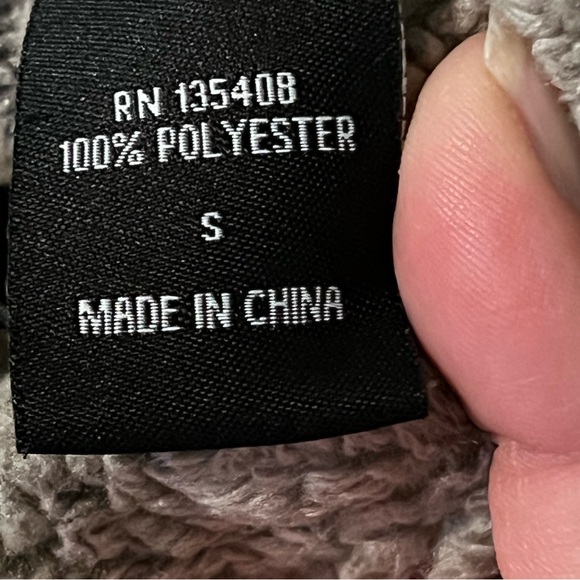 RN 135408
100% POLYESTER
S
MADE IN CHINA